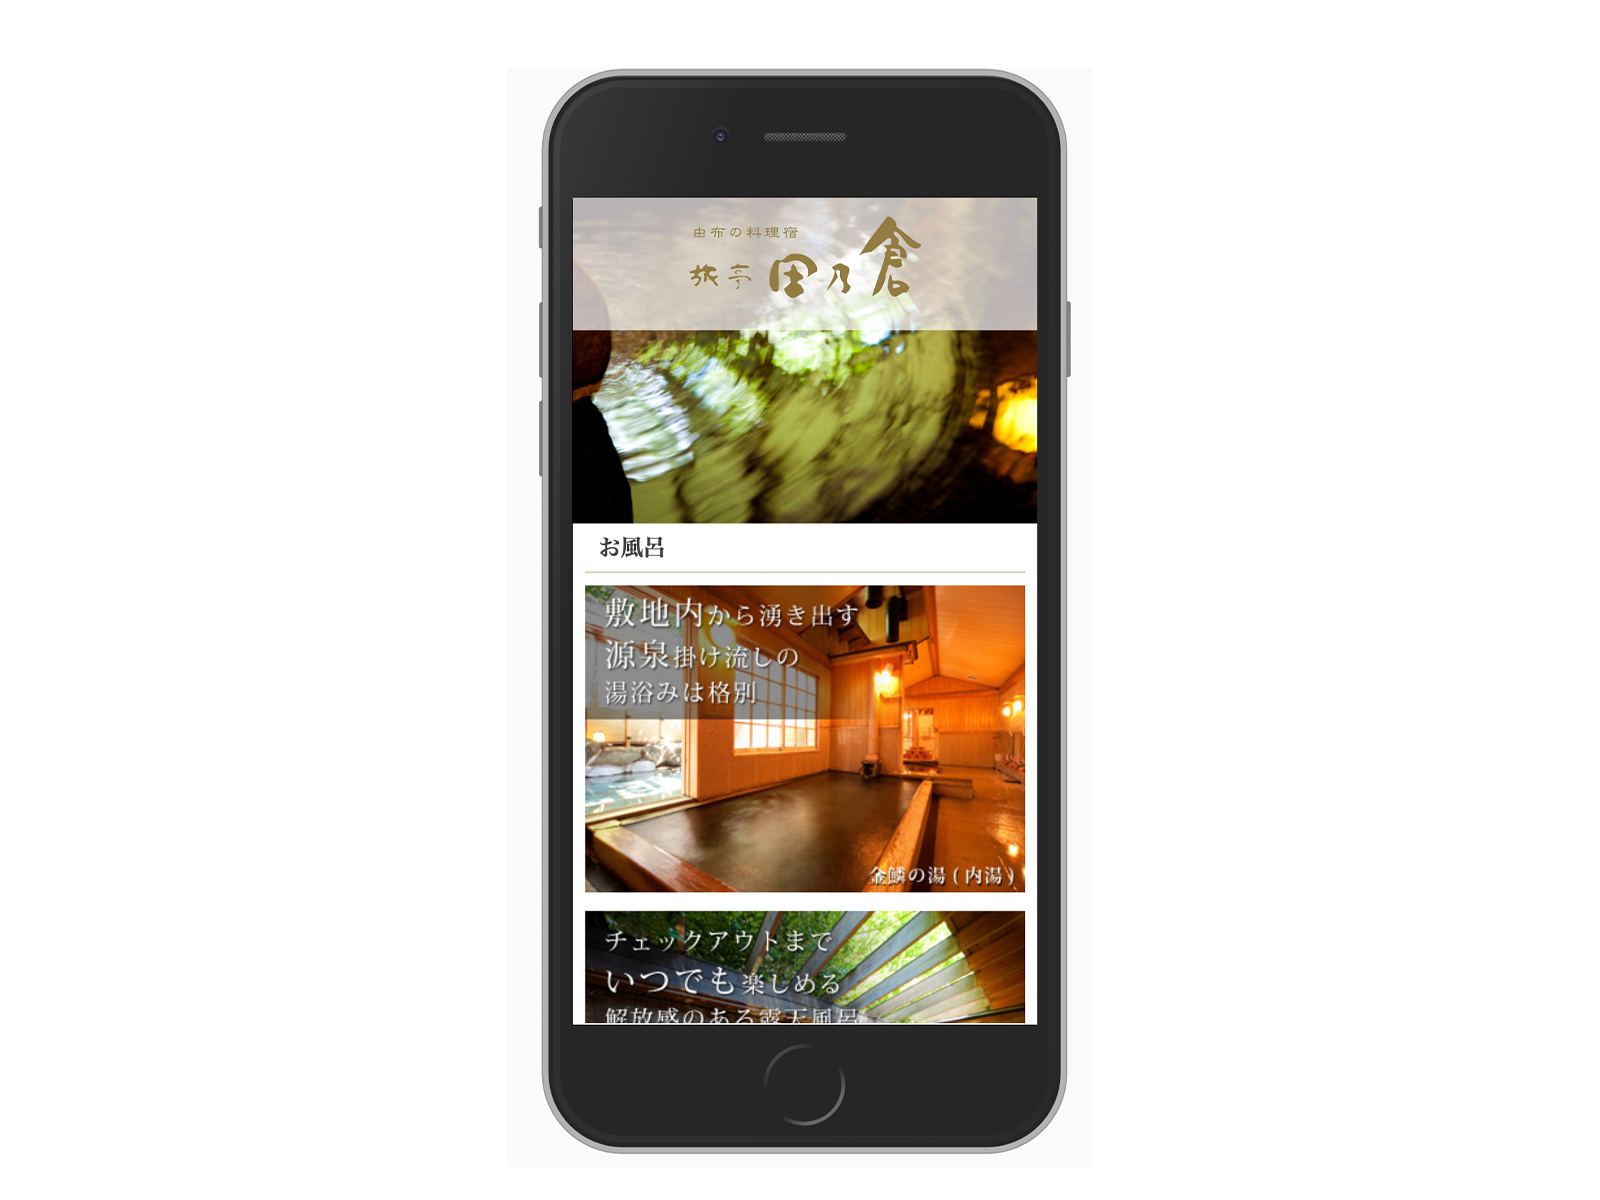 由布の料理宿
旅亭 田乃倉
お風呂
敷地内から湧き出す
源泉掛け流しの
湯浴みは格別
金鱗の湯(内湯)
チェックアウトまで
いつでも楽しめる
解放感のある露天風呂